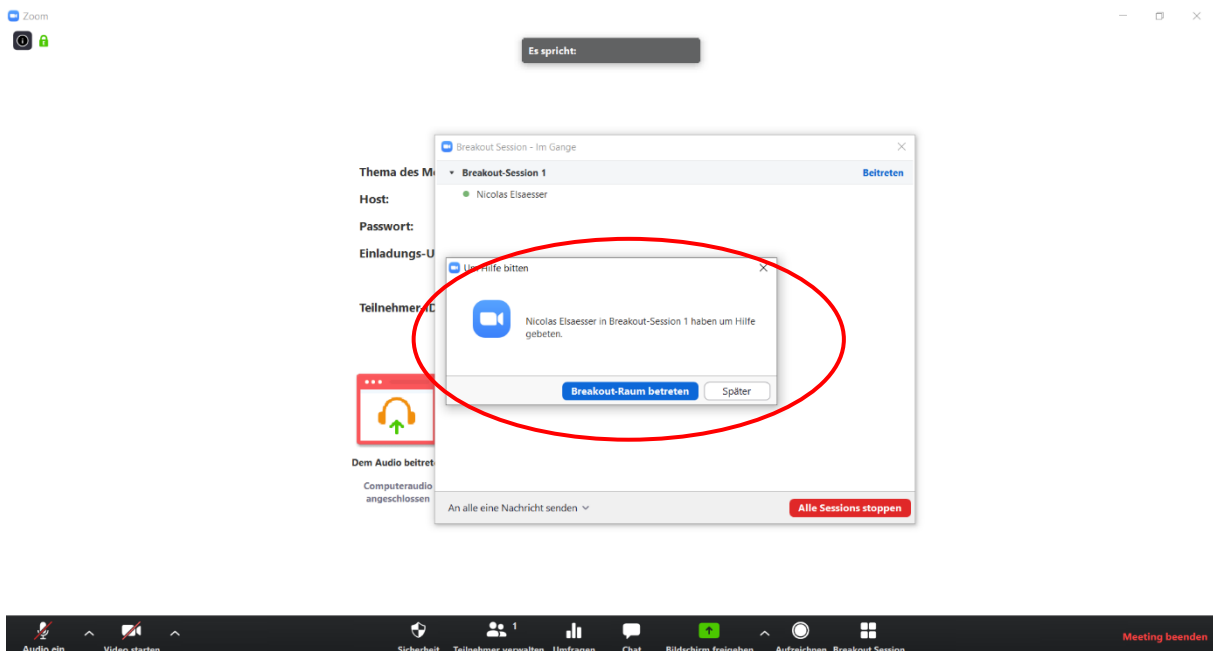 Zoom
Es spricht:
Breakout Session - Im Gange
Breakout-Session 1 Beitreten
Nicolas Elsaesser
Thema des M
Host:
Passwort:
Einladungs-U
Teilnehmer-ID
Um Hilfe bitten
Nicolas Elsaesser in Breakout-Session 1 haben um Hilfe
gebeten.
Breakout-Raum betreten Später
Dem Audio beitret
Computeraudio
angeschlossen
An alle eine Nachricht senden Alle Sessions stoppen
1
Audio ein Video starten Sicherheit Teilnehmer verwalten Umfragen Chat Bildschirm freigeben Aufzeichnen Breakout Session Meeting beenden